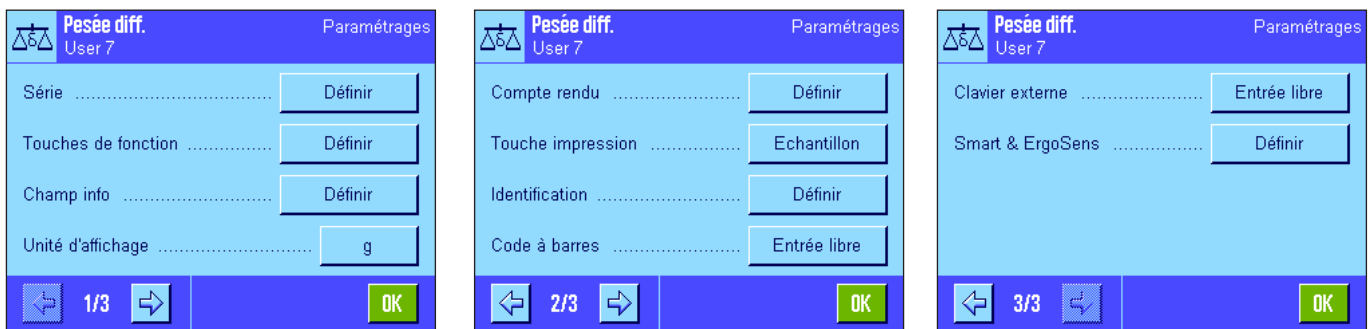 Pesée diff.
Paramétrages
User 7
Série ................................. Définir
Touches de fonction .............. Définir
Champ info ......................... Définir
Unité d'affichage ........................... g
1/3
OK
Pesée diff.
Paramétrages
User 7
Compte rendu ...................... Définir
Touche impression ............... Echantillon
Identification ......................... Définir
Code à barres ...................... Entrée libre
2/3
OK
Pesée diff.
Paramétrages
User 7
Clavier externe ..................... Entrée libre
Smart & ErgoSens ............... Définir
3/3
OK